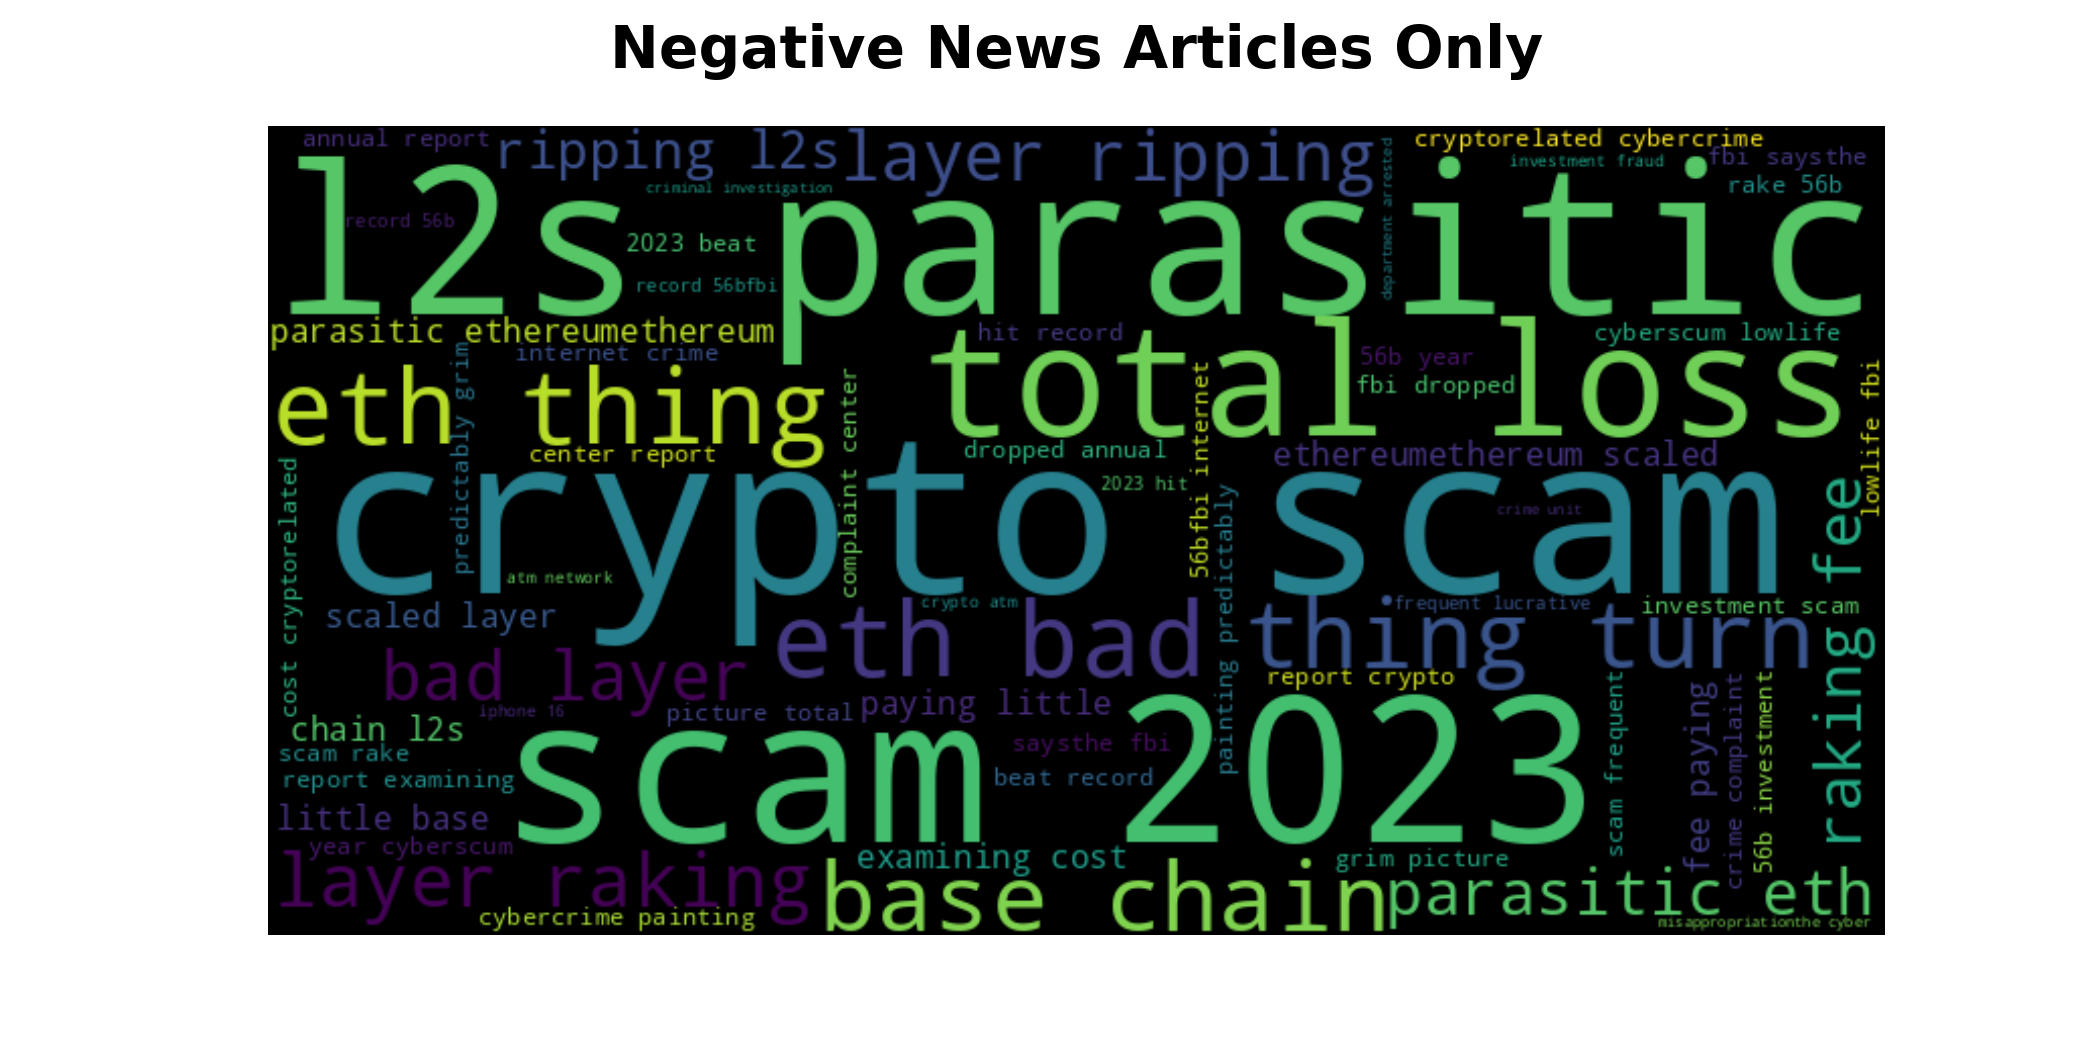 Negative News Articles Only
annual report
ripping l2s
layer ripping
cryptorelated cybercrime
investment fraud
fbi saysthe
criminal investigation
rake 56b
l2s parasitic
record 56b
2023 beat
record 56bfbi
department arrested
parasitic ethereumethereum
hit record
cyberscum lowlife
internet crime
total loss
56b year
fbi dropped
eth thing
predictably grim
complaint center
56bfbi internet
lowlife fbi
center report
dropped annual
ethereumethereum scaled
cost cryptorelated
crypto scam
2023 hit
crime unit
painting predictably
raking fee
atm network
scaled layer
crypto atm
frequent lucrative
investment scam
eth bad
thing turn
bad layer
report crypto
iphone 16
picture total
paying little
chain l2s
scam 2023
saysthe fbi
scam rake
beat record
report examining
scam frequent
fee paying
crime complaint
56b investment
little base
year cyberscum
examining cost
grim picture
layer raking
base chain
parasitic eth
cybercrime painting
misappropriationthe cyber